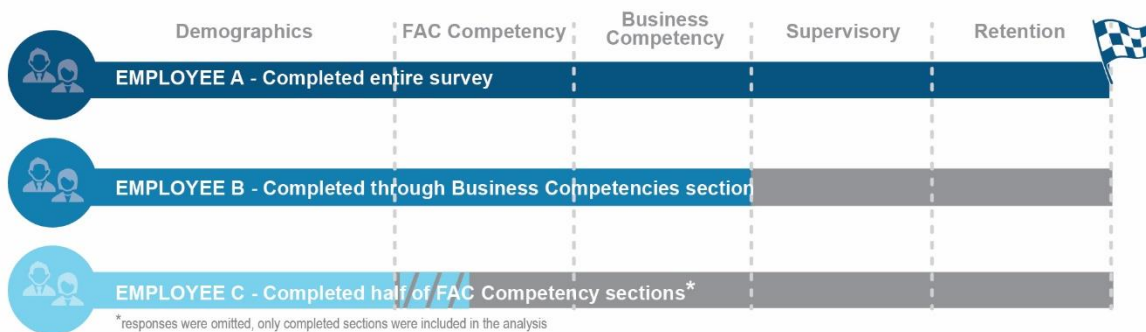 Demographics FAC Competency Business Competency Supervisory Retention
EMPLOYEE A - Completed entire survey
EMPLOYEE B - Completed through Business Competencies section
EMPLOYEE C - Completed half of FAC Competency sections*
*responses were omitted, only completed sections were included in the analysis